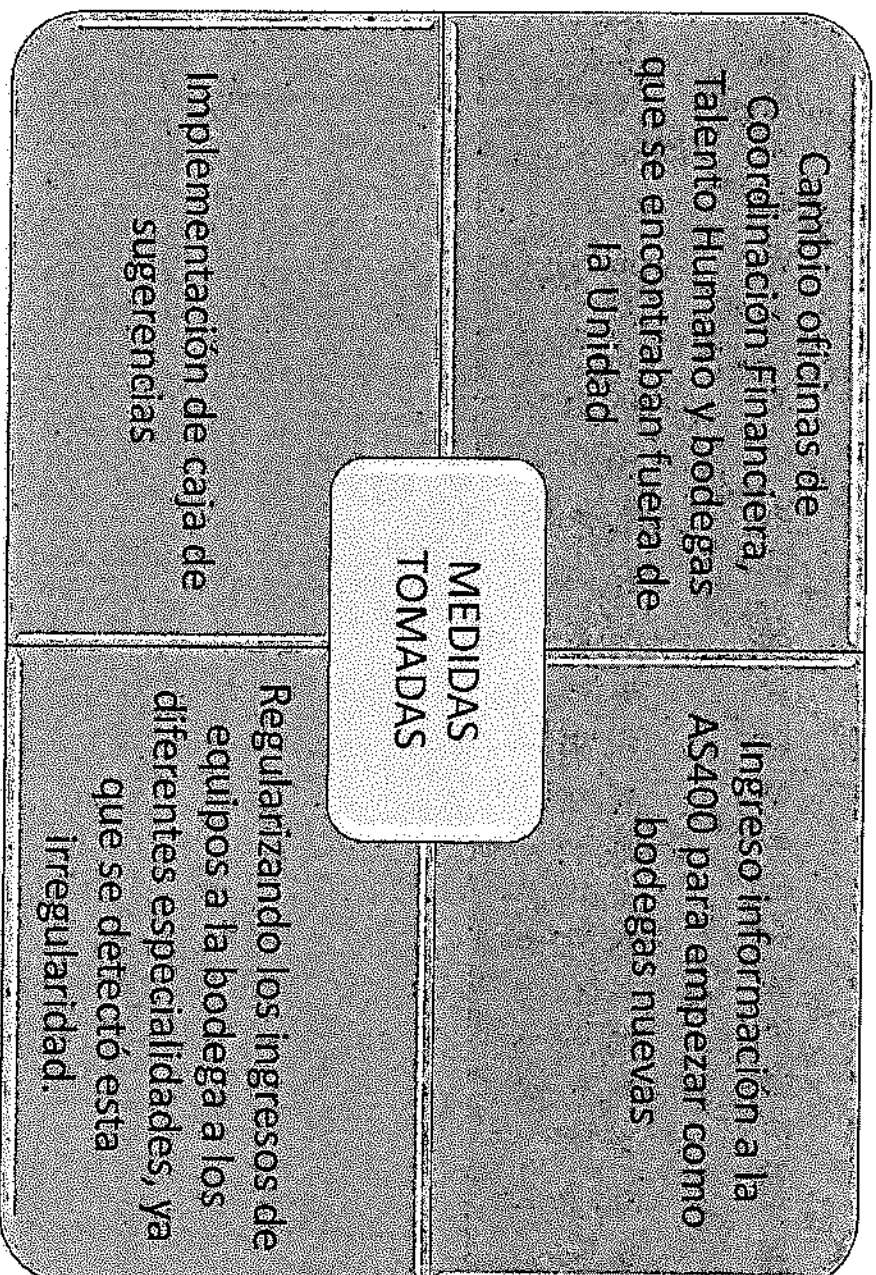 Cambio oficinas de
Coordinación Financiera,
Talento Humano y bodegas
que se encontraban fuera de
la Unidad
Ingreso información a la
AS400 para empezar como
bodegas nuevas
MEDIDAS
TOMADAS
Implementación de caja de
sugerencias
Regularizando los ingresos de
equipos a la bodega a los
diferentes especialidades, ya
que se detectó esta
irregularidad.